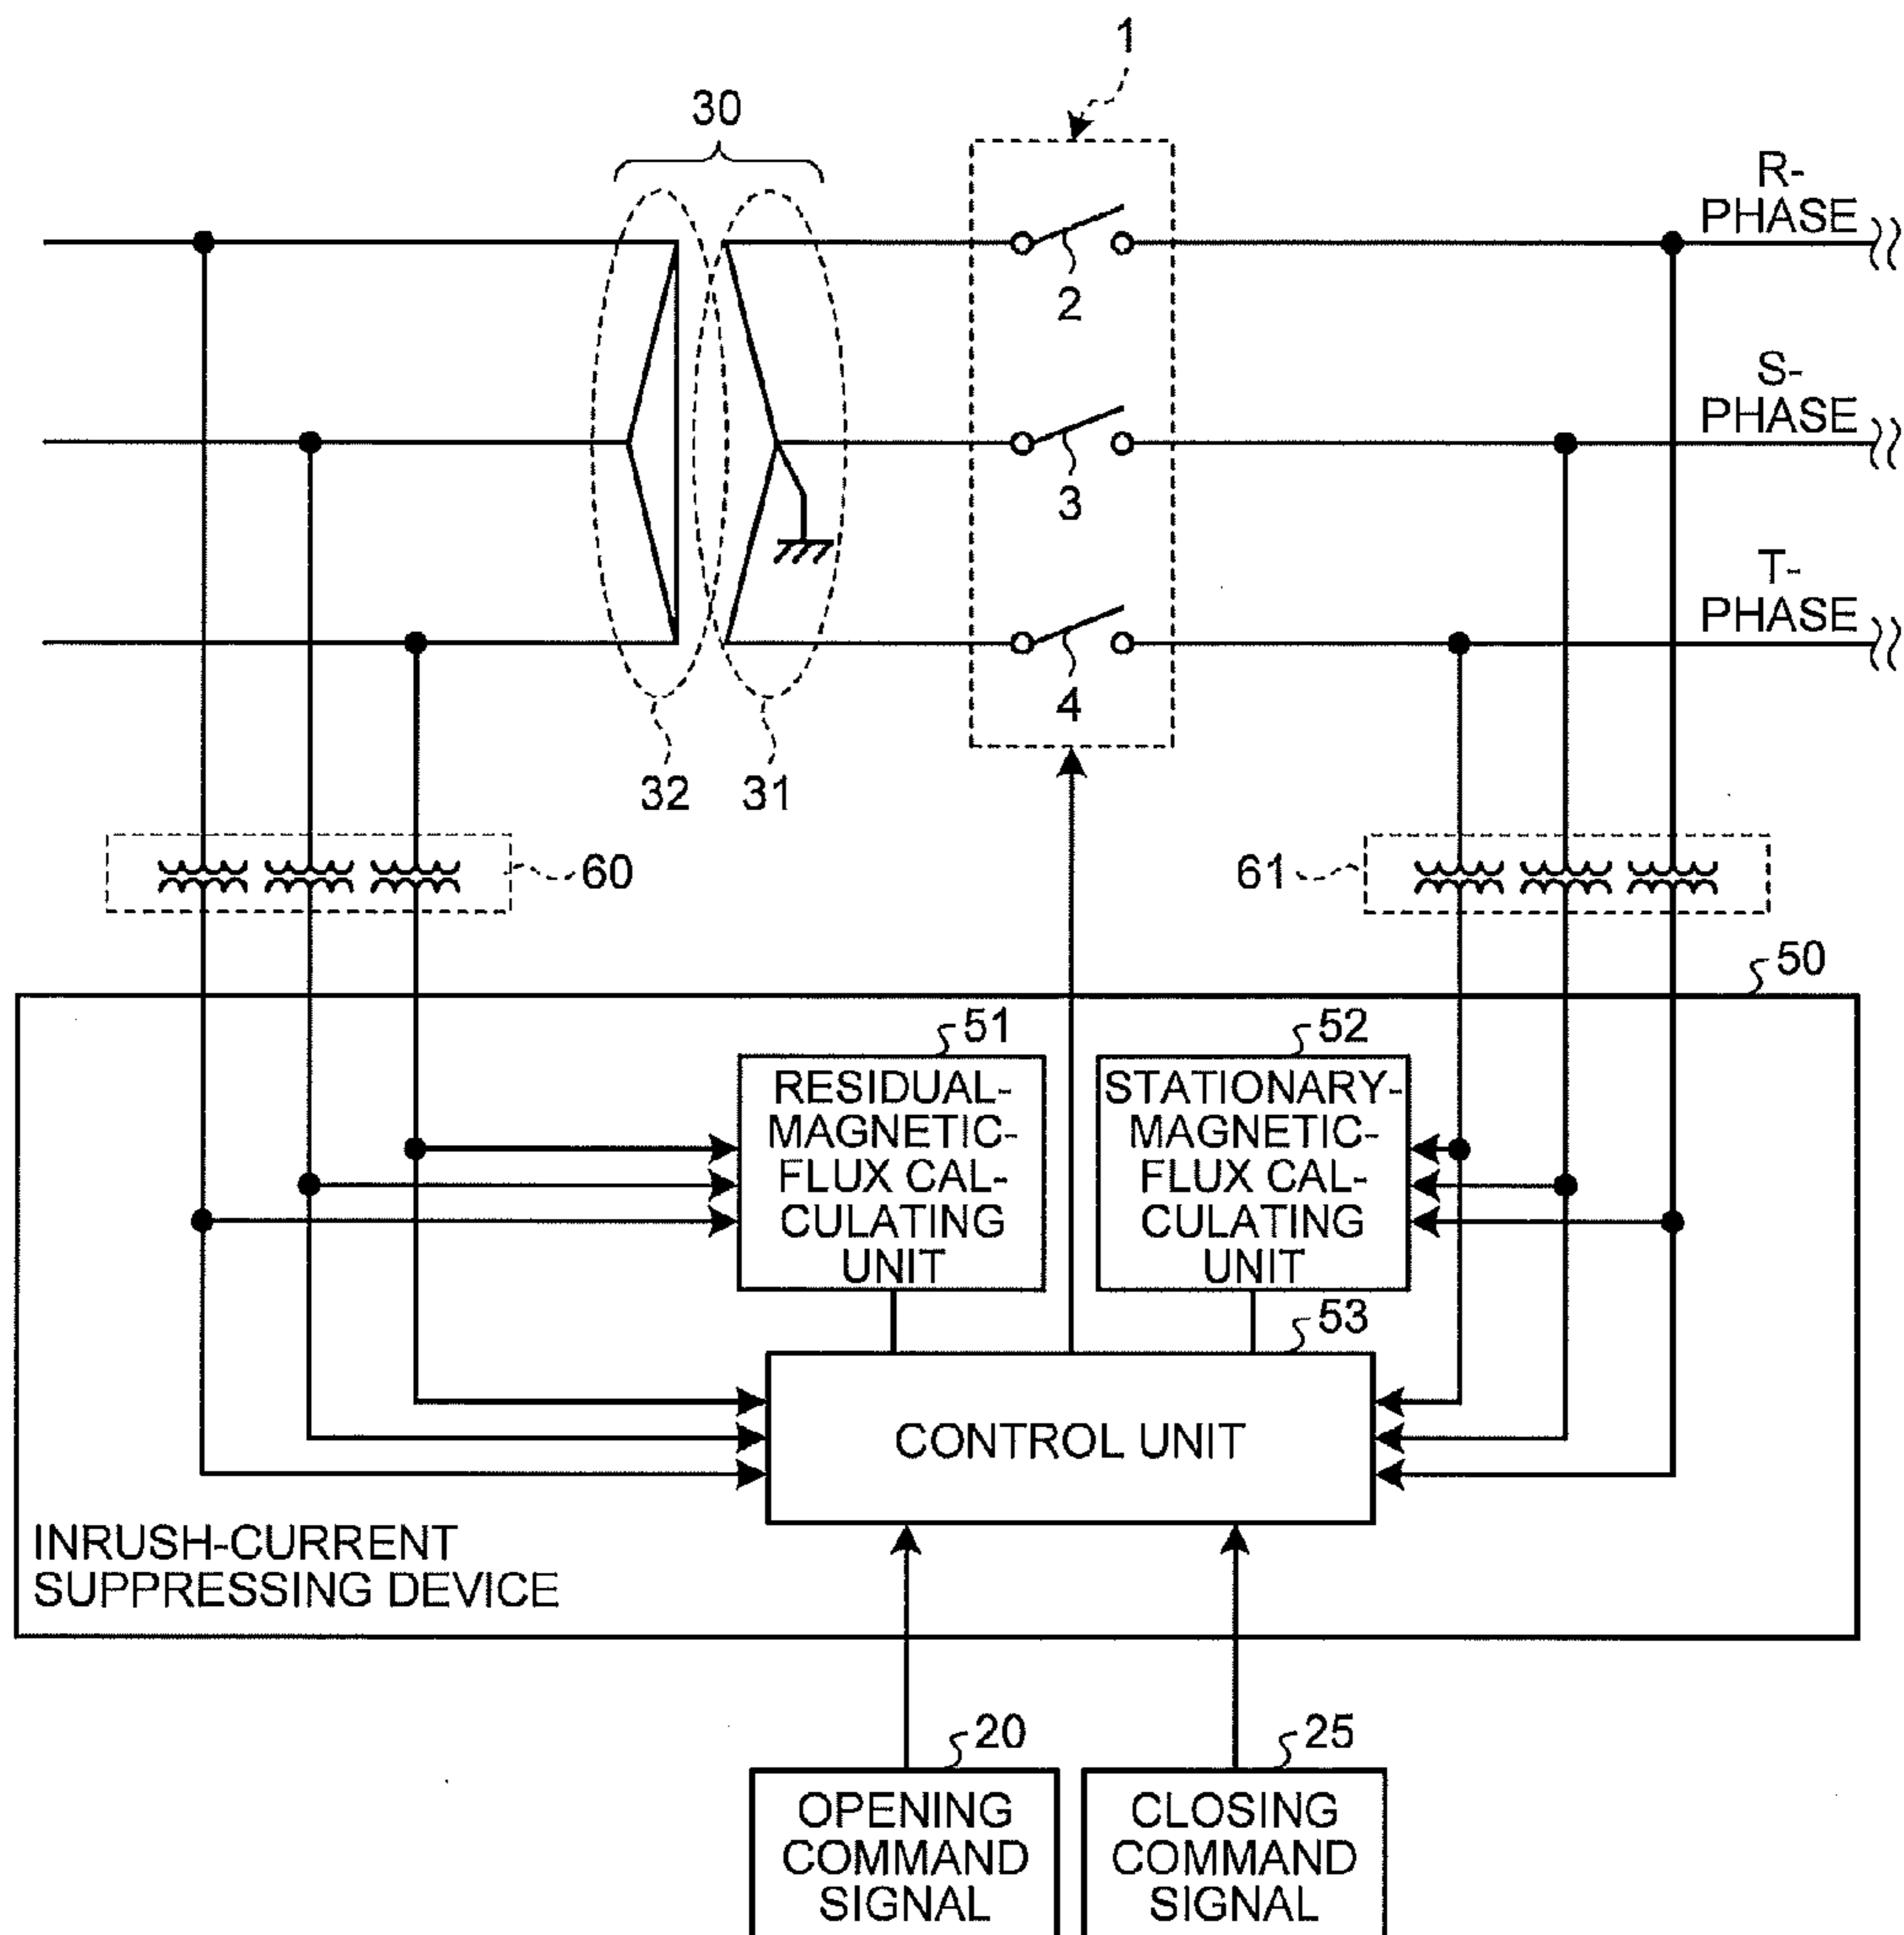 1
30
R-
PHASE
2
S-
PHASE
3
T-
PHASE
4
32
31
60
61
50
51
52
RESIDUAL-
MAGNETIC-
FLUX CAL-
CULATING
UNIT
STATIONARY-
MAGNETIC-
FLUX CAL-
CULATING
UNIT
53
CONTROL UNIT
INRUSH-CURRENT
SUPPRESSING DEVICE
20
25
OPENING
COMMAND
SIGNAL
CLOSING
COMMAND
SIGNAL